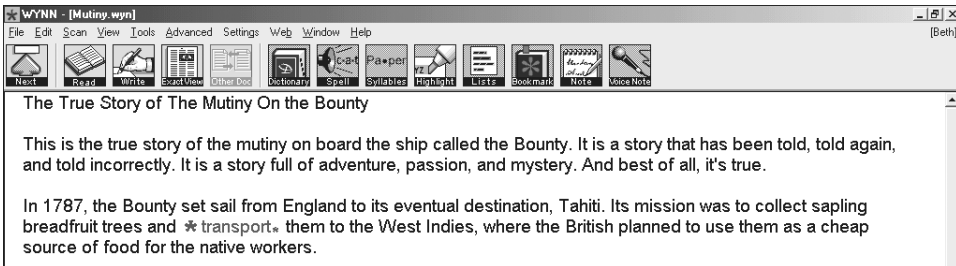 WYNN - [Mutiny.wyn]
File Edit Scan View Tools Advanced Settings Web Window Help [Beth]
c-a-t Pa•per YZ
Next Read Write ExactView Other Doc Dictionary Spell Syllables Highlight Lists Bookmark Note VoiceNote
The True Story of The Mutiny On the Bounty
This is the true story of the mutiny on board the ship called the Bounty. It is a story that has been told, told again,
and told incorrectly. It is a story full of adventure, passion, and mystery. And best of all, it's true.
In 1787, the Bounty set sail from England to its eventual destination, Tahiti. Its mission was to collect sapling
breadfruit trees and * transport* them to the West Indies, where the British planned to use them as a cheap
source of food for the native workers.